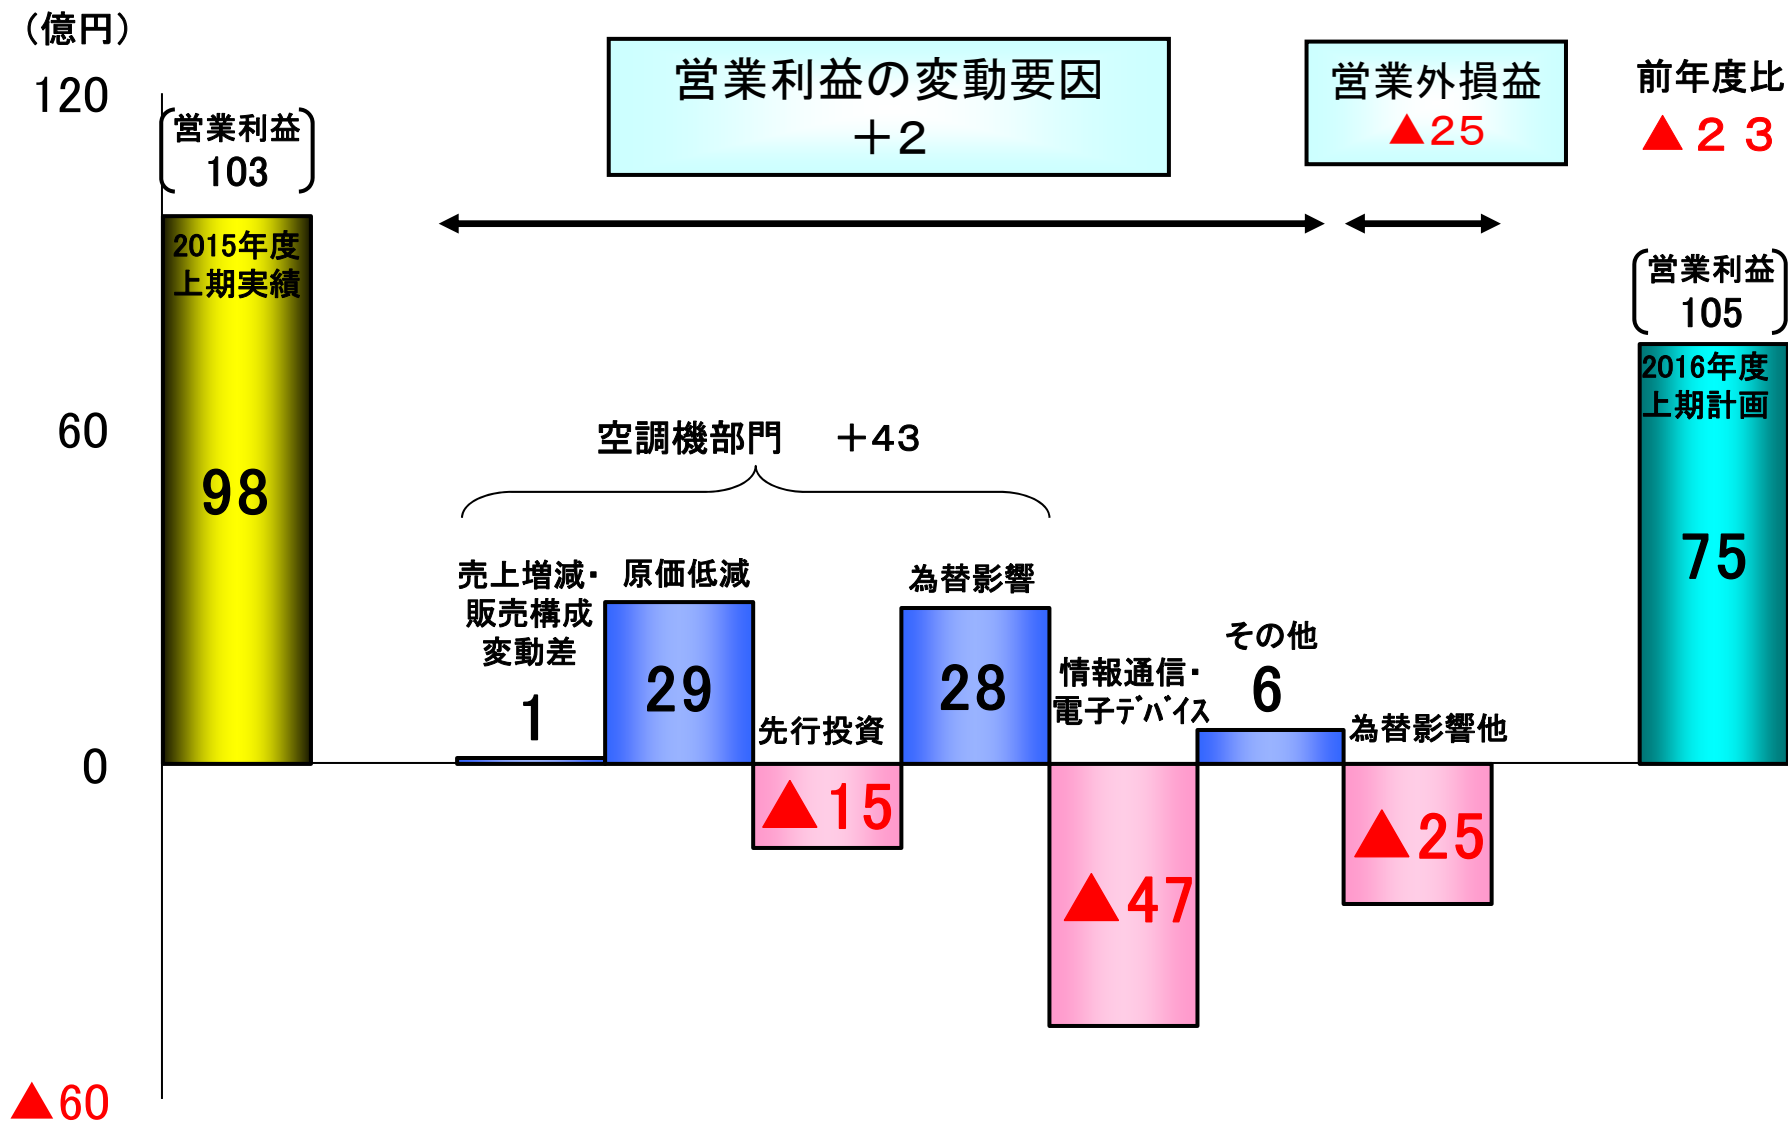 （億円）
120
60
0
▲60
営業利益
103
2015年度
上期実績
98
営業利益の変動要因
＋2
営業外損益
▲25
前年度比
▲２３
空調機部門　＋43
売上増減・
販売構成
変動差
1
原価低減
29
先行投資
▲15
為替影響
28
情報通信・
電子ﾃﾞﾊﾞｲｽ
▲47
その他
6
為替影響他
▲25
営業利益
105
2016年度
上期計画
75